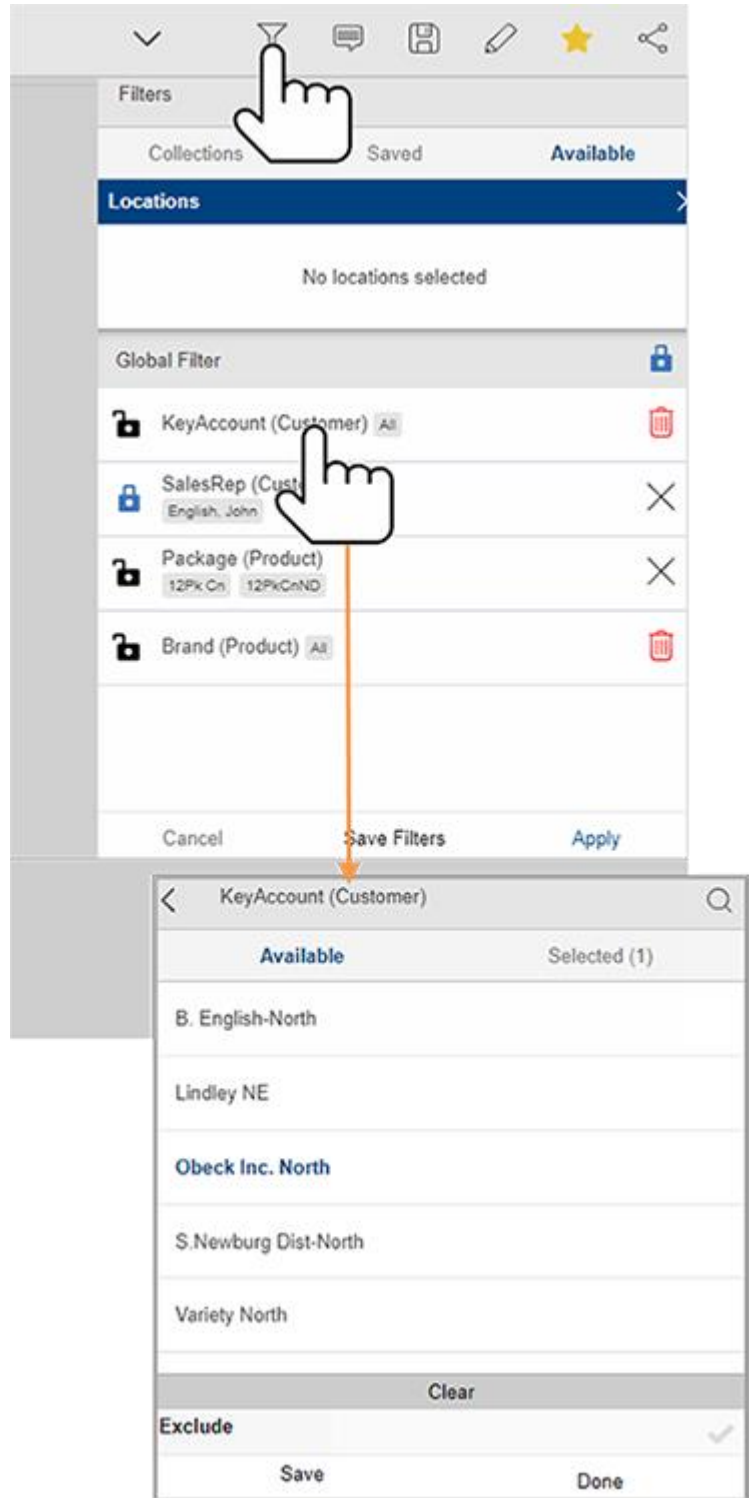 Filters
Collections Saved Available
Locations
No locations selected
Global Filter
KeyAccount (Customer) All
SalesRep (Cust
English, John
Package (Product)
12Pk Cn 12PkCnND
Brand (Product) All
Cancel Save Filters Apply
KeyAccount (Customer)
Available Selected (1)
B. English-North
Lindley NE
Obeck Inc. North
S.Newburg Dist-North
Variety North
Clear
Exclude
Save Done